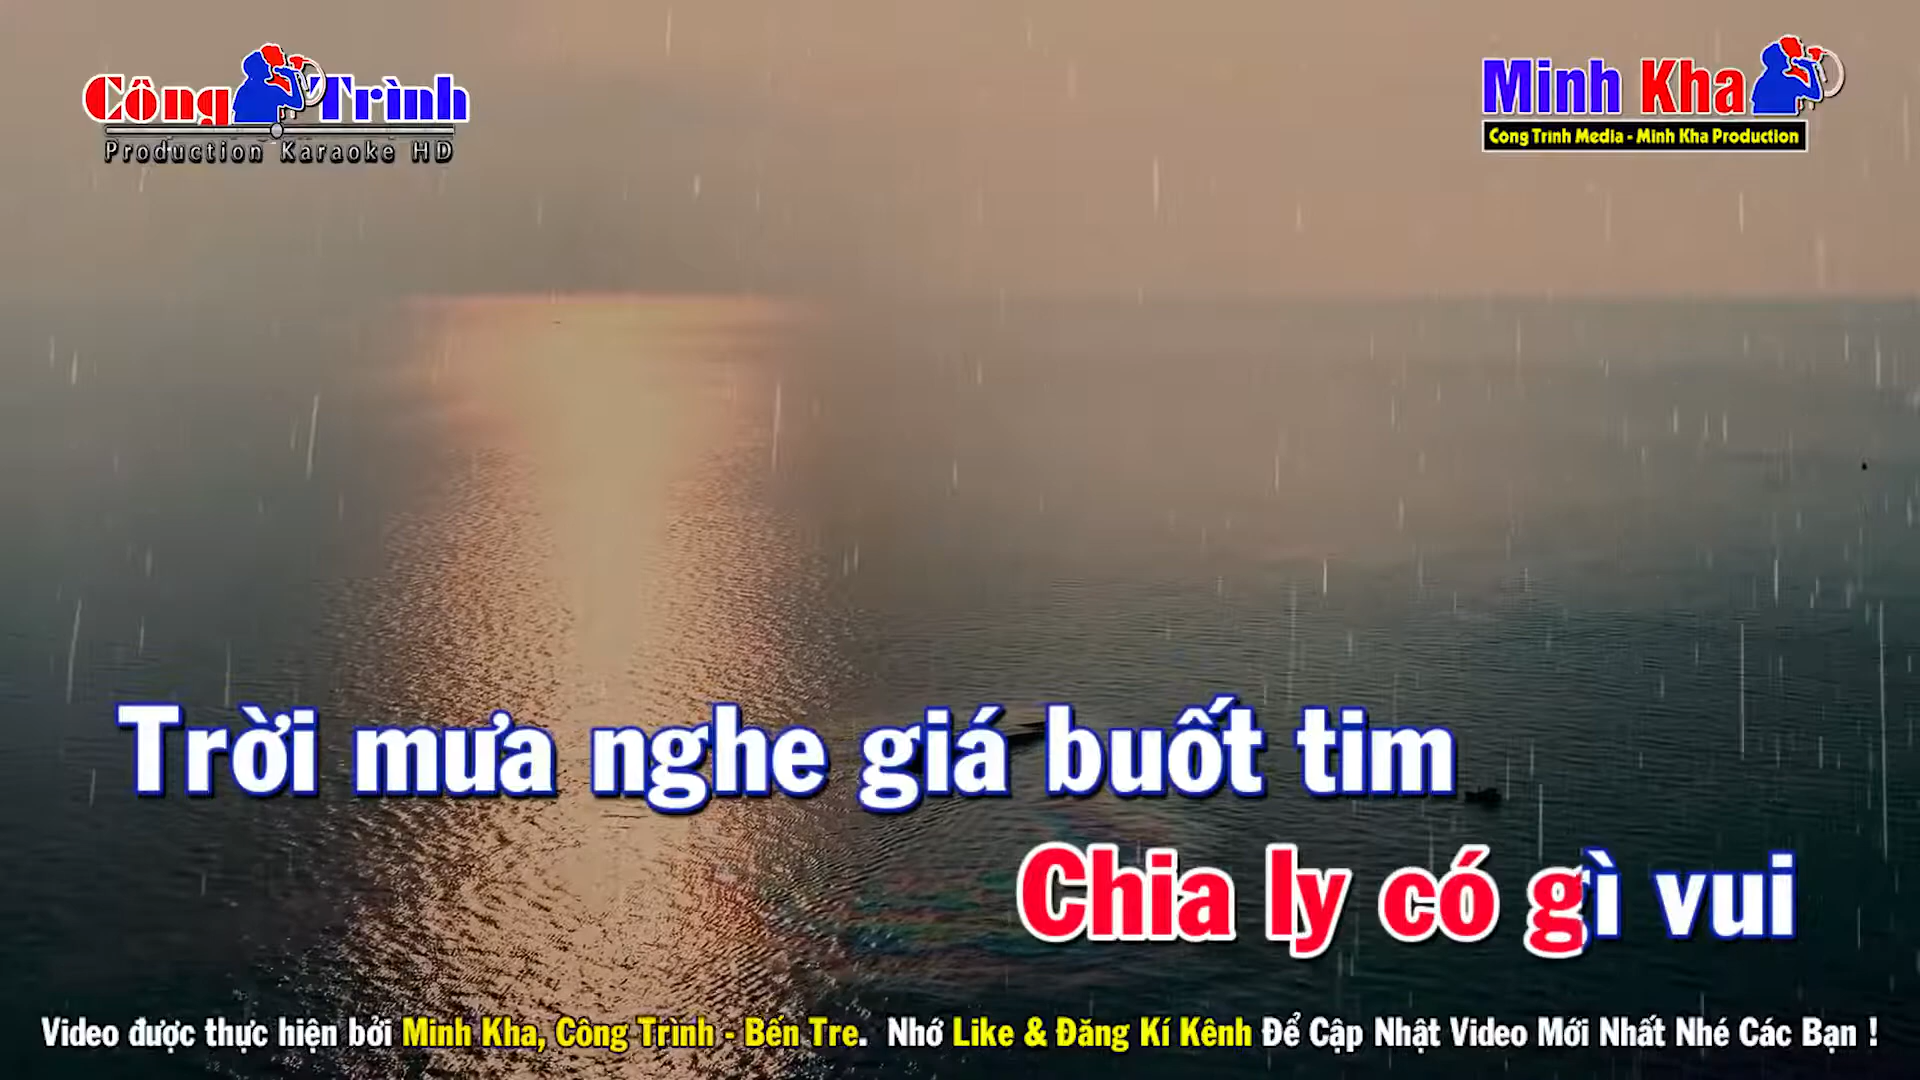 Công Trình
Production Karaoke HD
Minh Kha
Công Trình Media - Minh Kha Production
Trời mưa nghe giá buốt tim
Chia ly có gì vui
Video được thực hiện bởi Minh Kha, Công Trình - Bến Tre. Nhớ Like & Đăng Kí Kênh Để Cập Nhật Video Mới Nhất Nhé Các Bạn !